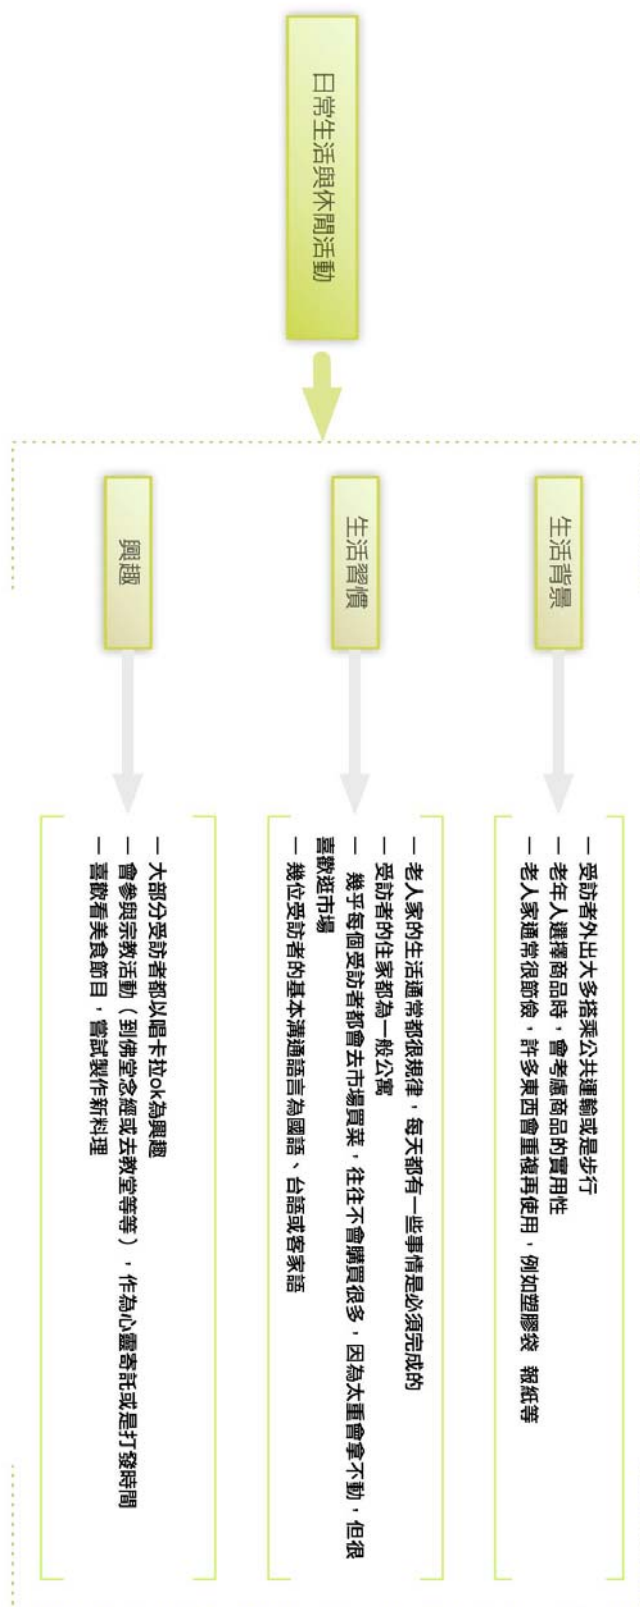 日常生活與休閒活動
生活背景
一 受訪者外出大多搭乘公共運輸或是步行
一 老年人選擇商品時，會考慮商品的實用性
一 老人家通常很節儉，許多東西會重複再使用，例如塑膠袋 報紙等
生活習慣
一 老人家的生活通常都很規律，每天都有一些事情是必須完成的
一 受訪者的住家都為一般公寓
一 幾乎每個受訪者都會去市場買菜，往往不會購買很多，因為太重會拿不動，但很
喜歡逛市場
一 幾位受訪者的基本溝通語言為國語、台語或客家語
興趣
一 大部分受訪者都以唱卡拉ok為興趣
一 會參與宗教活動（到佛堂念經或去教堂等等），作為心靈寄託或是打發時間
一 喜歡看美食節目，嘗試製作新料理